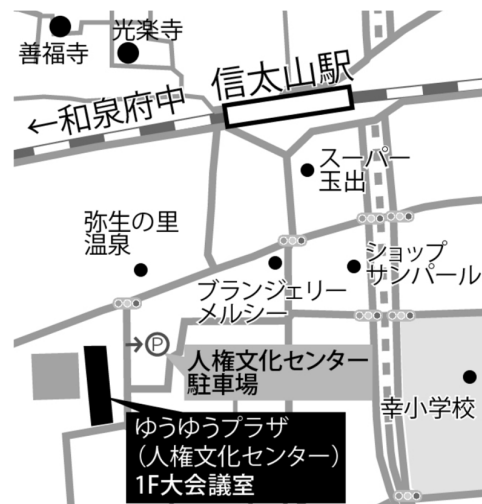 光楽寺
善福寺
信太山駅
←和泉府中
スーパー
玉出
弥生の里
温泉
ショップ
サンパール
ブランジェリー
メルシー
→Ⓟ
人権文化センター
駐車場
幸小学校
ゆうゆうプラザ
（人権文化センター）
1F大会議室